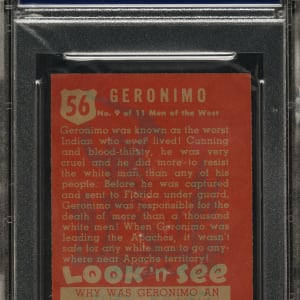 56
GERONIMO
No. 9 of 11 Men of the West
Geronimo was known as the worst
Indian who ever lived! Cunning
and blood-thirsty, he was very
cruel and he did more to resist
the white man than any of his
people. Before he was captured
and sent to Florida under guard,
Geronimo was responsible for the
death of more than a thousand
white men! When Geronimo was
leading the Apaches, it wasn't
safe for any white man to go any-
where near Apache territory!
LOOK 'n See
WHY WAS GERONIMO AN